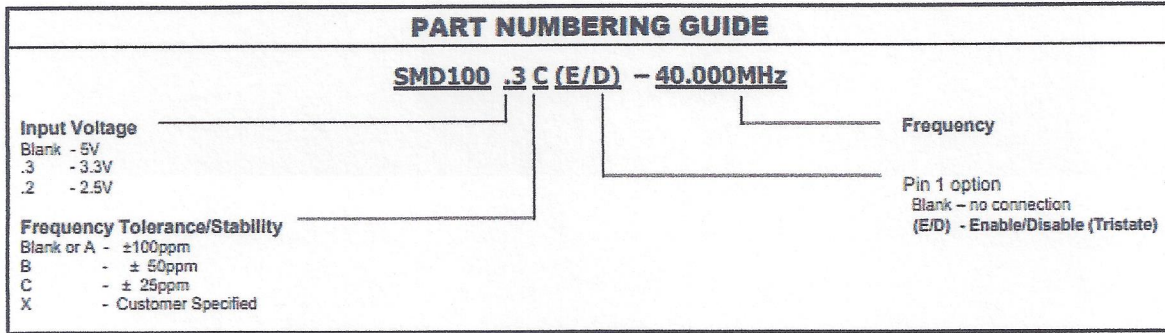 PART NUMBERING GUIDE
SMD100 .3 C (E/D) – 40.000MHz
Input Voltage
Blank - 5V
.3 - 3.3V
.2 - 2.5V
Frequency Tolerance/Stability
Blank or A - ±100ppm
B - ± 50ppm
C - ± 25ppm
X - Customer Specified
Frequency
Pin 1 option
Blank – no connection
(E/D) - Enable/Disable (Tristate)